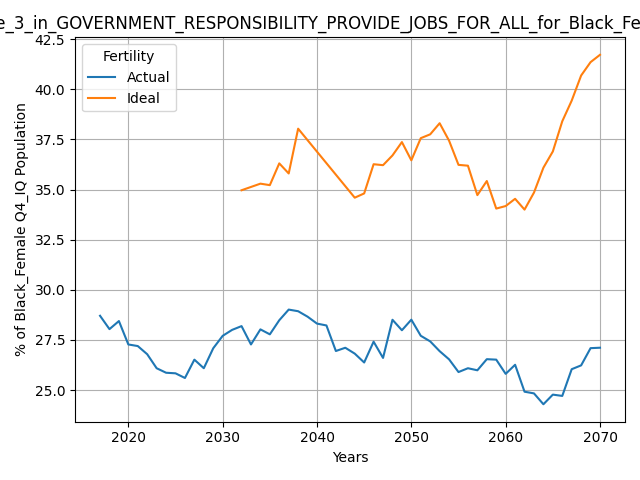 e_3_in_GOVERNMENT_RESPONSIBILITY_PROVIDE_JOBS_FOR_ALL_for_Black_Fe
42.5
40.0
37.5
35.0
32.5
30.0
27.5
25.0
% of Black_Female Q4_IQ Population
Fertility
Actual
Ideal
2020
2030
2040
2050
2060
2070
Years